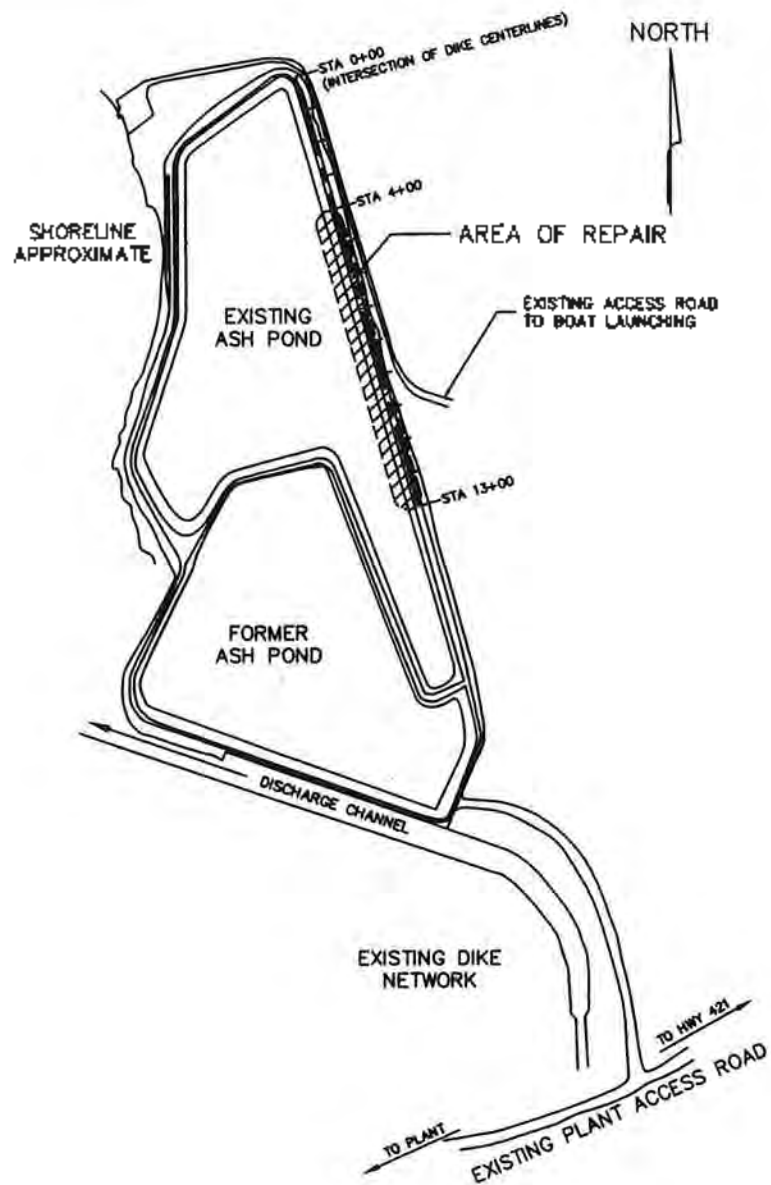 STA 0+00
(INTERSECTION OF DIKE CENTERLINES)
NORTH
STA 4+00
SHORELINE
APPROXIMATE
AREA OF REPAIR
EXISTING
ASH POND
EXISTING ACCESS ROAD
TO BOAT LAUNCHING
STA 13+00
FORMER
ASH POND
DISCHARGE CHANNEL
EXISTING DIKE
NETWORK
TO HWY 421
TO PLANT
EXISTING PLANT ACCESS ROAD